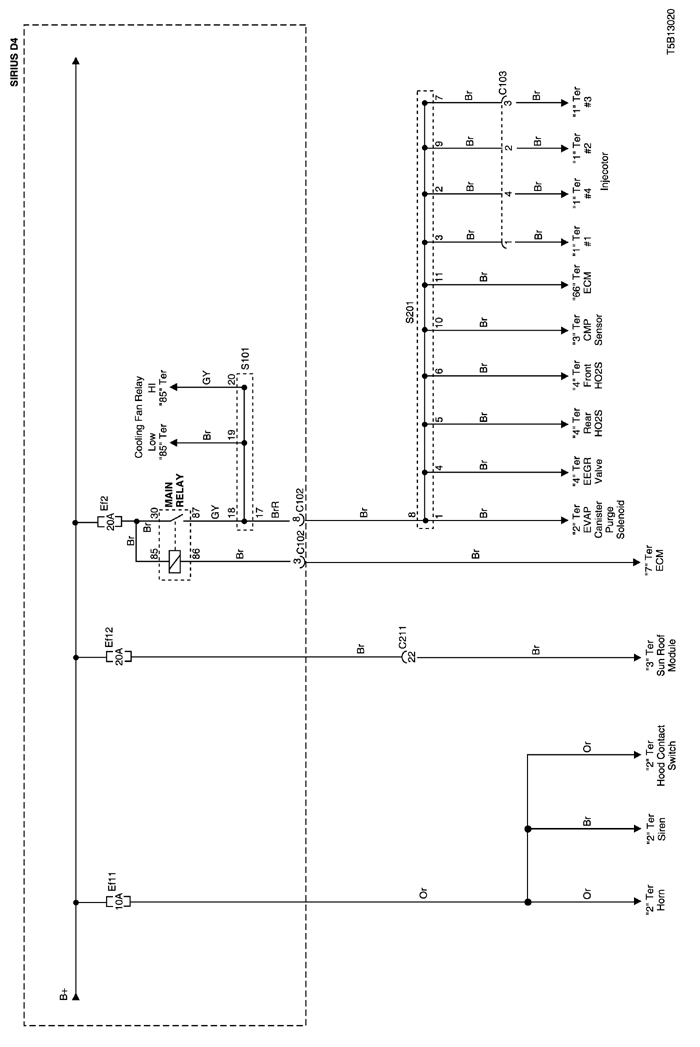 SIRIUS D4
T5B13020
B+
Ef11
10A
Or
Or
"2" Ter
Horn
Br
"2" Ter
Siren
Or
"2" Ter
Hood Contact
Switch
Ef12
20A
Br
C211
22
Br
"3" Ter
Sun Roof
Module
Ef2
20A
Br
Br
30
85
MAIN
RELAY
87
86
GY
Br
18
17
BrR
8
C102
3
C102
Br
"7" Ter
ECM
Cooling Fan Relay
Low
HI
"85" Ter
"85" Ter
Br
GY
19
20
S101
Br
8
S201
1
4
5
6
10
11
3
2
9
7
Br
Br
Br
Br
Br
Br
Br
Br
Br
Br
C103
1
4
2
3
Br
Br
Br
Br
"2" Ter
EVAP
Canister
Purge
Solenoid
"4" Ter
EEGR
Valve
"4" Ter
Rear
HO2S
"4" Ter
Front
HO2S
"3" Ter
CMP
Sensor
"66" Ter
ECM
"1" Ter
#1
"1" Ter
#4
"1" Ter
#2
"1" Ter
#3
Injecotor